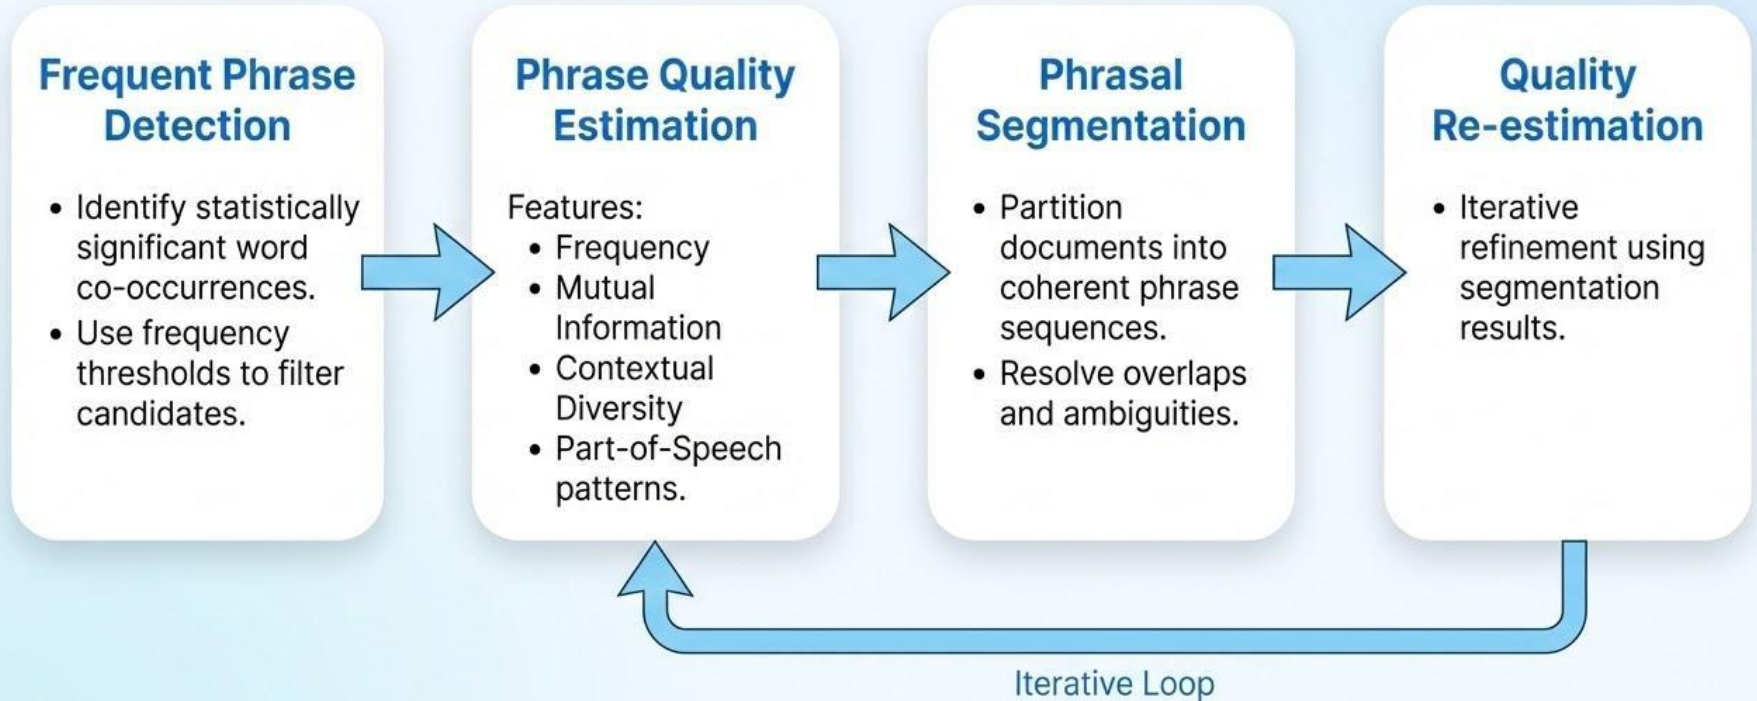 Frequent Phrase
Detection
• Identify statistically
significant word
co-occurrences.
• Use frequency
thresholds to filter
candidates.
Phrase Quality
Estimation
Features:
• Frequency
• Mutual
Information
• Contextual
Diversity
• Part-of-Speech
patterns.
Phrasal
Segmentation
• Partition
documents into
coherent phrase
sequences.
• Resolve overlaps
and ambiguities.
Quality
Re-estimation
• Iterative
refinement using
segmentation
results.
Iterative Loop